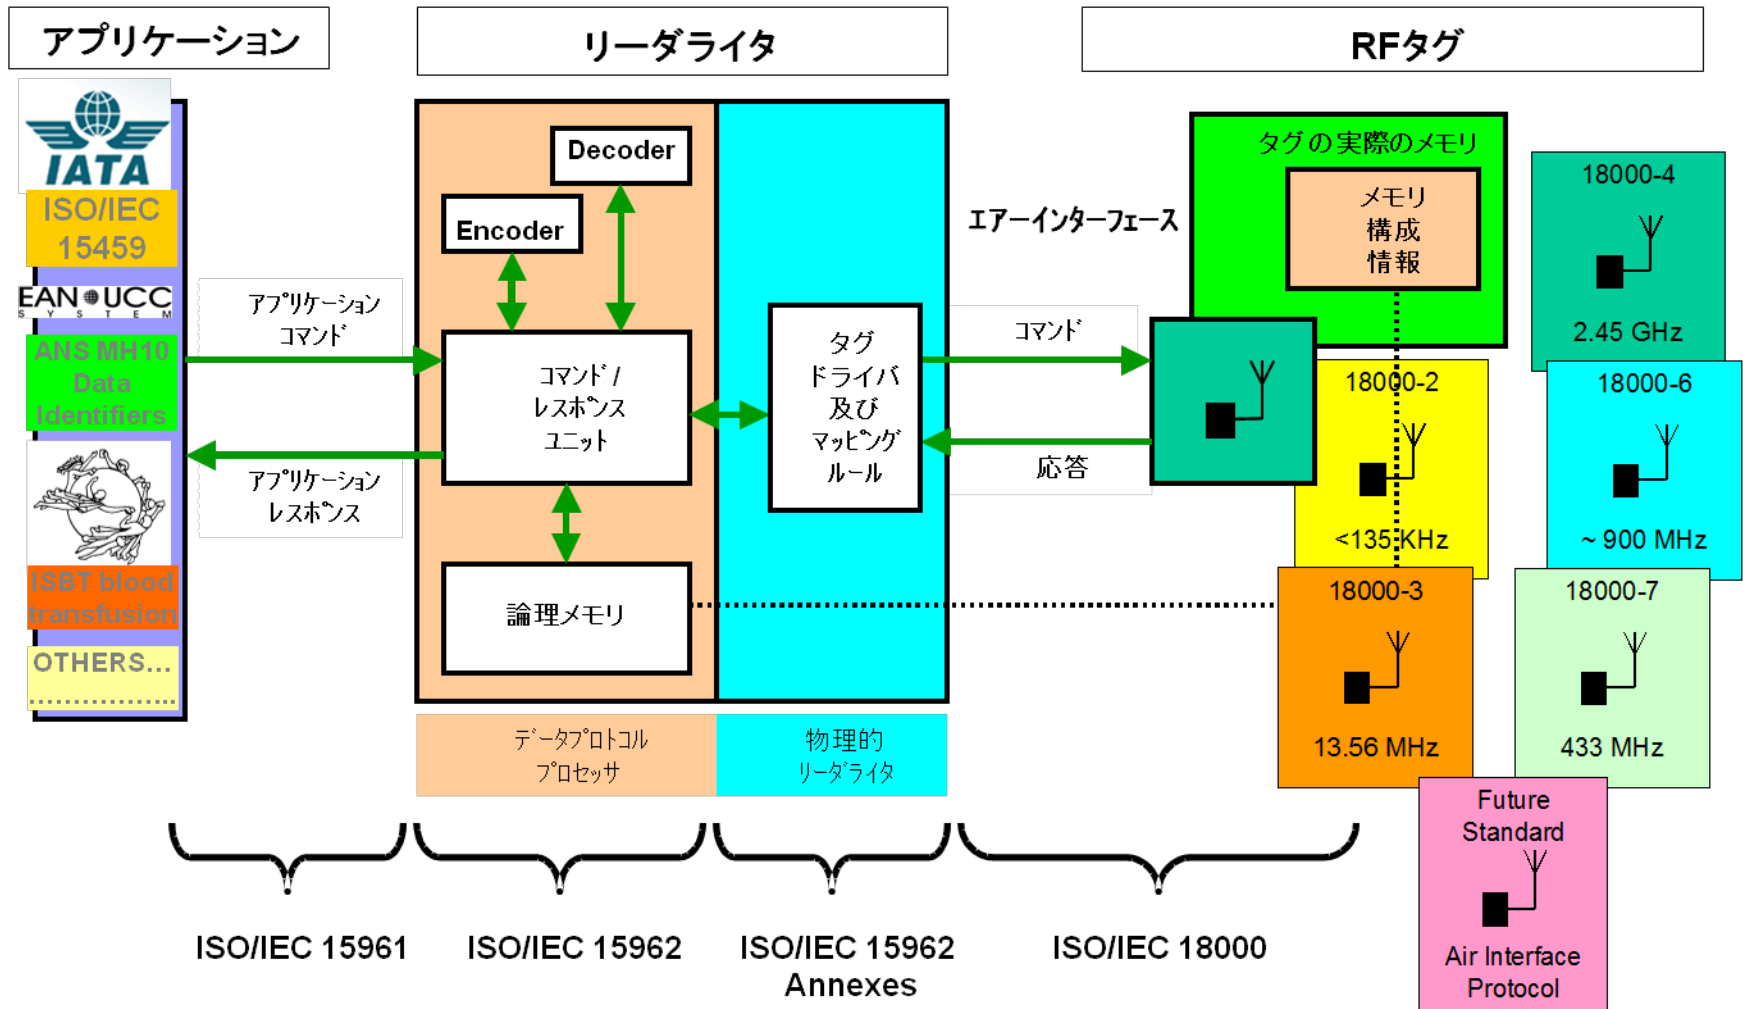 アプリケーション
リーダライタ
RFタグ
IATA
ISO/IEC
15459
EAN UCC
SYSTEM
ANS MH10
Data
Identifiers
ISBT blood
transfusion
OTHERS...
アプリケーション
コマンド
アプリケーション
レスポンス
Decoder
Encoder
コマンド/
レスポンス
ユニット
論理メモリ
タグ
ドライバ
及び
マッピング
ルール
データプロトコル
プロセッサ
物理的
リーダライタ
エアーインターフェース
コマンド
応答
タグの実際のメモリ
メモリ
構成
情報
18000-4
2.45 GHz
18000-2
<135 KHz
18000-6
~ 900 MHz
18000-3
13.56 MHz
18000-7
433 MHz
Future
Standard
Air Interface
Protocol
ISO/IEC 15961
ISO/IEC 15962
ISO/IEC 15962
Annexes
ISO/IEC 18000